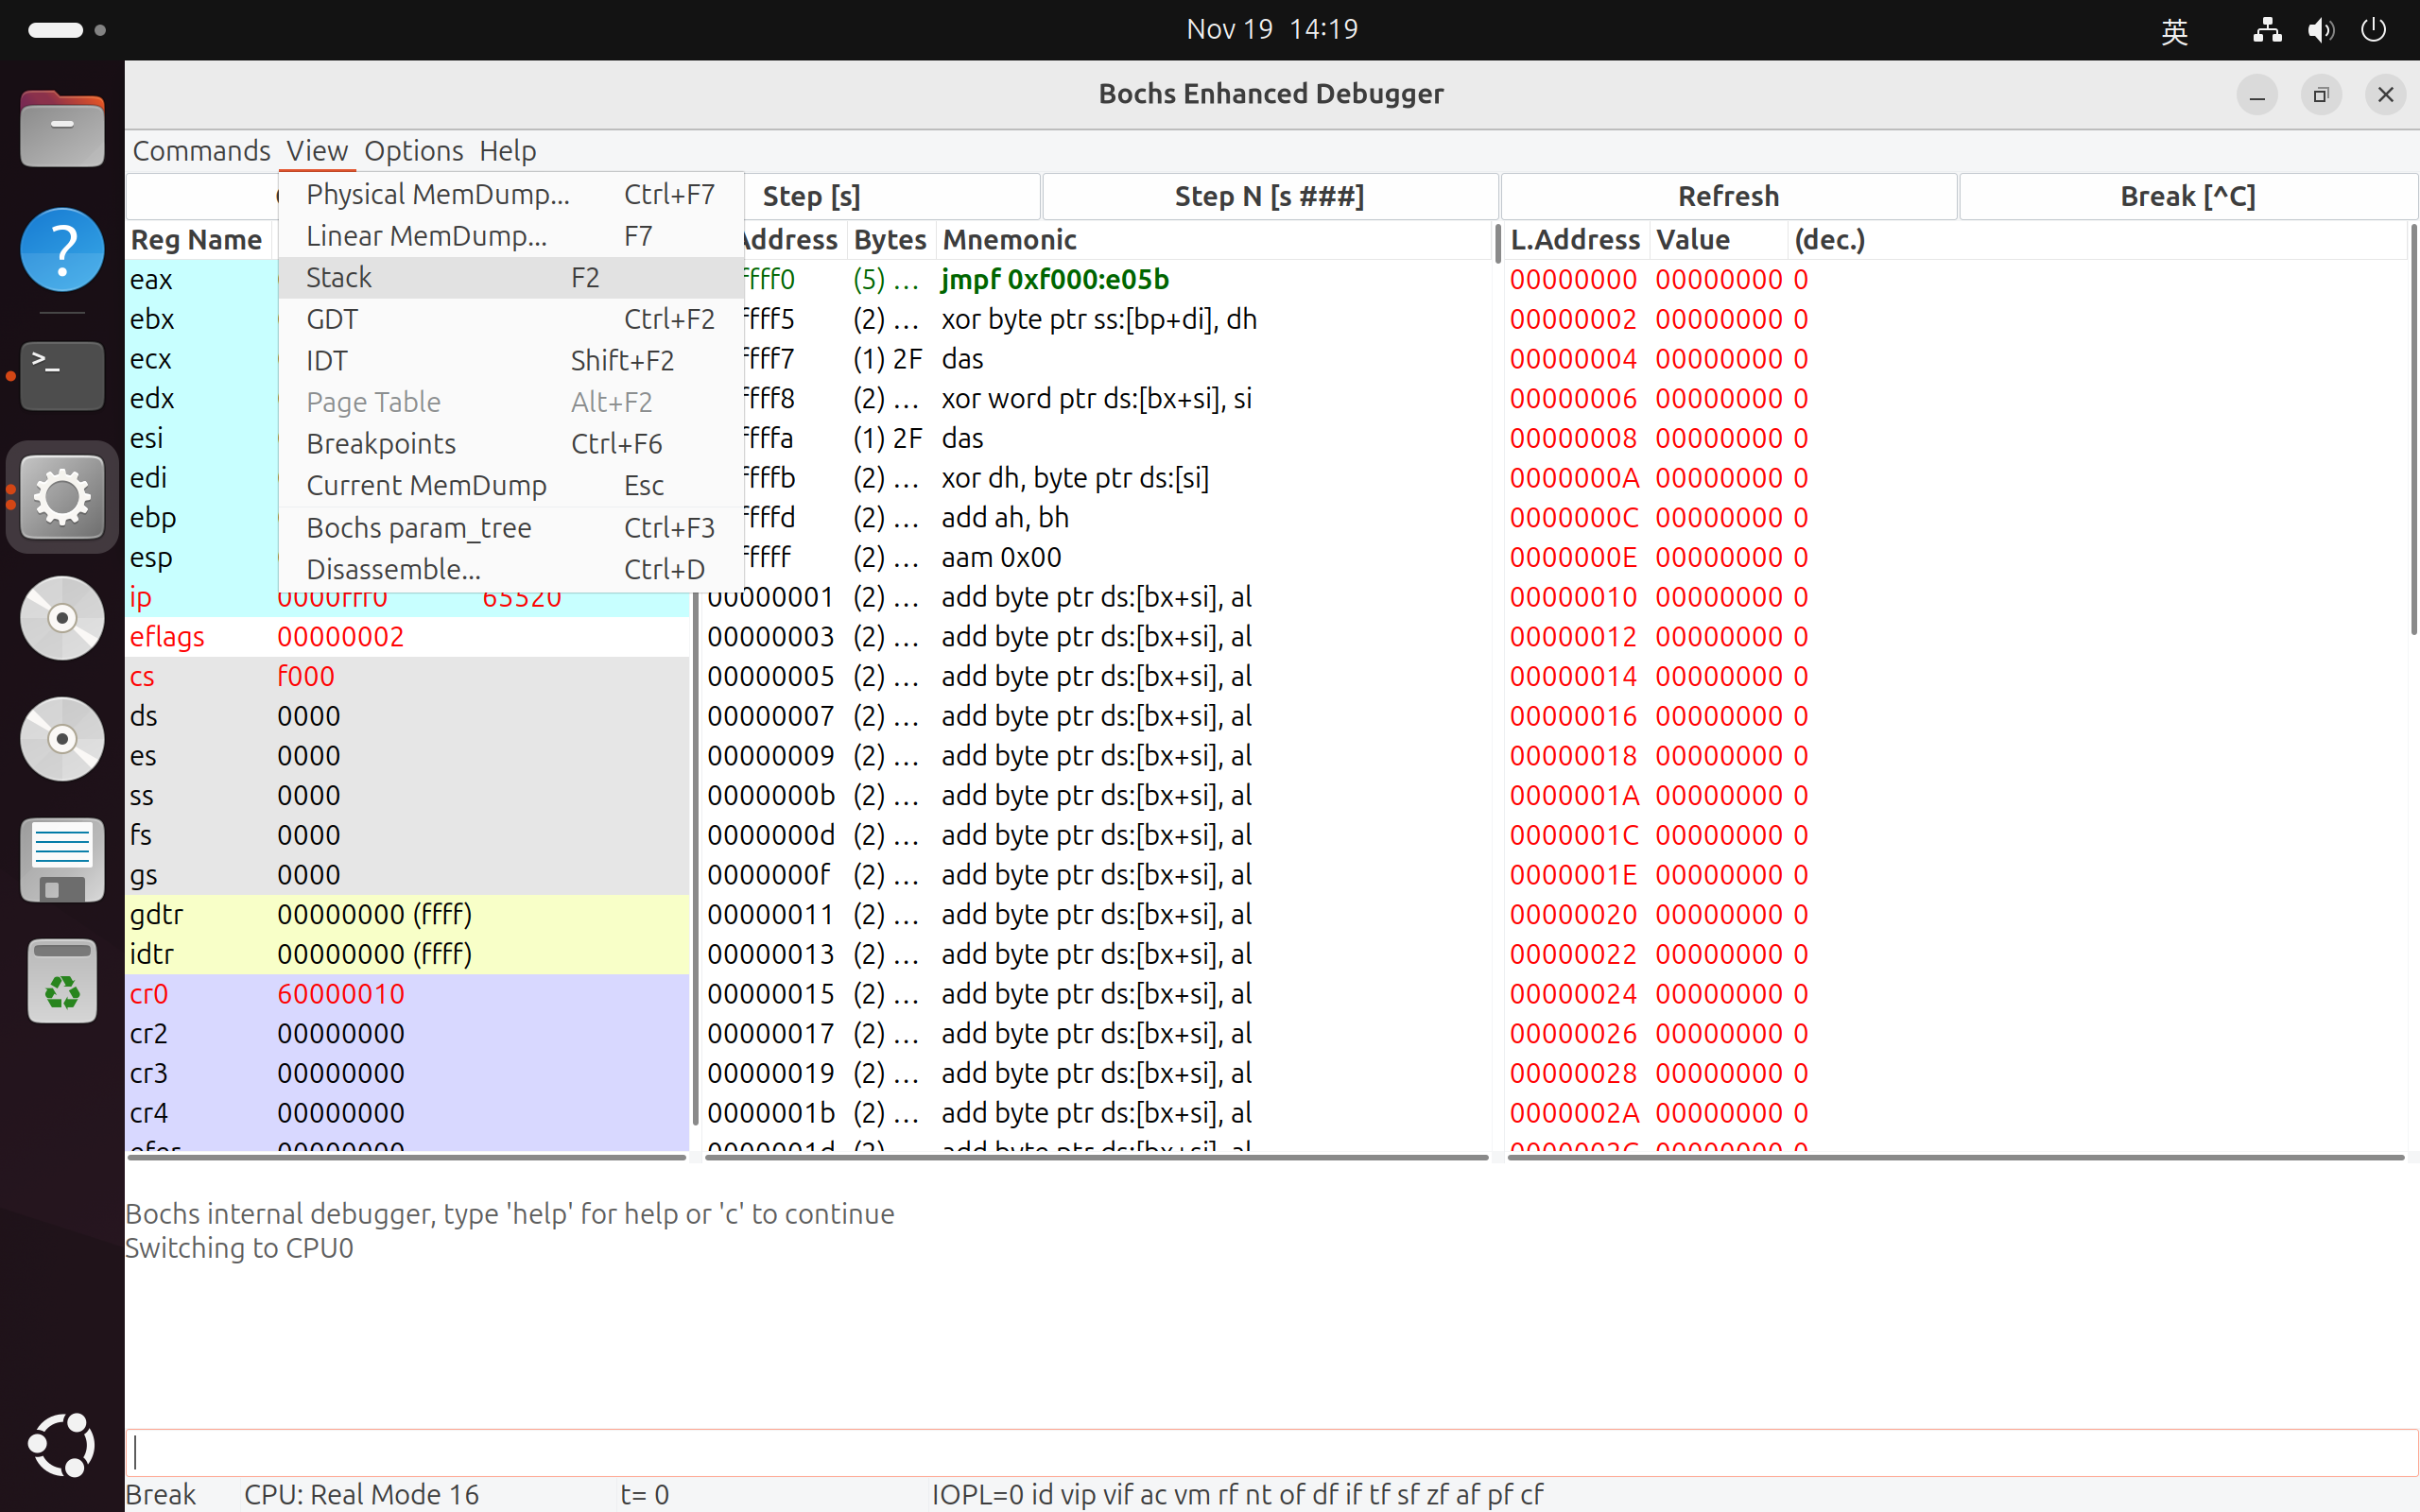 Nov 19 14:19
英
Bochs Enhanced Debugger
Commands View Options Help
Step [s] Step N [s ###] Refresh Break [^C]
Physical MemDump... Ctrl+F7
Linear MemDump... F7
Stack F2
GDT Ctrl+F2
IDT Shift+F2
Page Table Alt+F2
Breakpoints Ctrl+F6
Current MemDump Esc
Bochs param_tree Ctrl+F3
Disassemble... Ctrl+D
Reg Name
eax
ebx
ecx
edx
esi
edi
ebp
esp
ip 0000fff0 65520
eflags 00000002
cs f000
ds 0000
es 0000
ss 0000
fs 0000
gs 0000
gdtr 00000000 (ffff)
idtr 00000000 (ffff)
cr0 60000010
cr2 00000000
cr3 00000000
cr4 00000000
efer 00000000
Address Bytes Mnemonic
ffff0 (5) ... jmpf 0xf000:e05b
ffff5 (2) ... xor byte ptr ss:[bp+di], dh
ffff7 (1) 2F das
ffff8 (2) ... xor word ptr ds:[bx+si], si
ffffa (1) 2F das
ffffb (2) ... xor dh, byte ptr ds:[si]
ffffd (2) ... add ah, bh
fffff (2) ... aam 0x00
00000001 (2) ... add byte ptr ds:[bx+si], al
00000003 (2) ... add byte ptr ds:[bx+si], al
00000005 (2) ... add byte ptr ds:[bx+si], al
00000007 (2) ... add byte ptr ds:[bx+si], al
00000009 (2) ... add byte ptr ds:[bx+si], al
0000000b (2) ... add byte ptr ds:[bx+si], al
0000000d (2) ... add byte ptr ds:[bx+si], al
0000000f (2) ... add byte ptr ds:[bx+si], al
00000011 (2) ... add byte ptr ds:[bx+si], al
00000013 (2) ... add byte ptr ds:[bx+si], al
00000015 (2) ... add byte ptr ds:[bx+si], al
00000017 (2) ... add byte ptr ds:[bx+si], al
00000019 (2) ... add byte ptr ds:[bx+si], al
0000001b (2) ... add byte ptr ds:[bx+si], al
0000001d (2) ... add byte ptr ds:[bx+si], al
L.Address Value (dec.)
00000000 00000000 0
00000002 00000000 0
00000004 00000000 0
00000006 00000000 0
00000008 00000000 0
0000000A 00000000 0
0000000C 00000000 0
0000000E 00000000 0
00000010 00000000 0
00000012 00000000 0
00000014 00000000 0
00000016 00000000 0
00000018 00000000 0
0000001A 00000000 0
0000001C 00000000 0
0000001E 00000000 0
00000020 00000000 0
00000022 00000000 0
00000024 00000000 0
00000026 00000000 0
00000028 00000000 0
0000002A 00000000 0
0000002C 00000000 0
Bochs internal debugger, type 'help' for help or 'c' to continue
Switching to CPU0
Break CPU: Real Mode 16 t= 0 IOPL=0 id vip vif ac vm rf nt of df if tf sf zf af pf cf